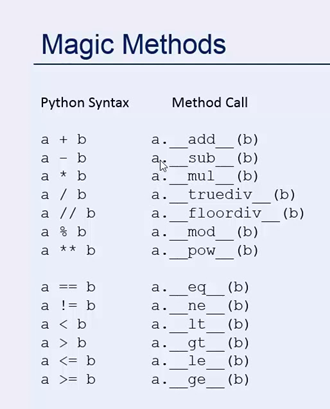 Magic Methods
Python Syntax Method Call
a + b a.__add__(b)
a - b a.__sub__(b)
a * b a.__mul__(b)
a / b a.__truediv__(b)
a // b a.__floordiv__(b)
a % b a.__mod__(b)
a ** b a.__pow__(b)
a == b a.__eq__(b)
a != b a.__ne__(b)
a < b a.__lt__(b)
a > b a.__gt__(b)
a <= b a.__le__(b)
a >= b a.__ge__(b)